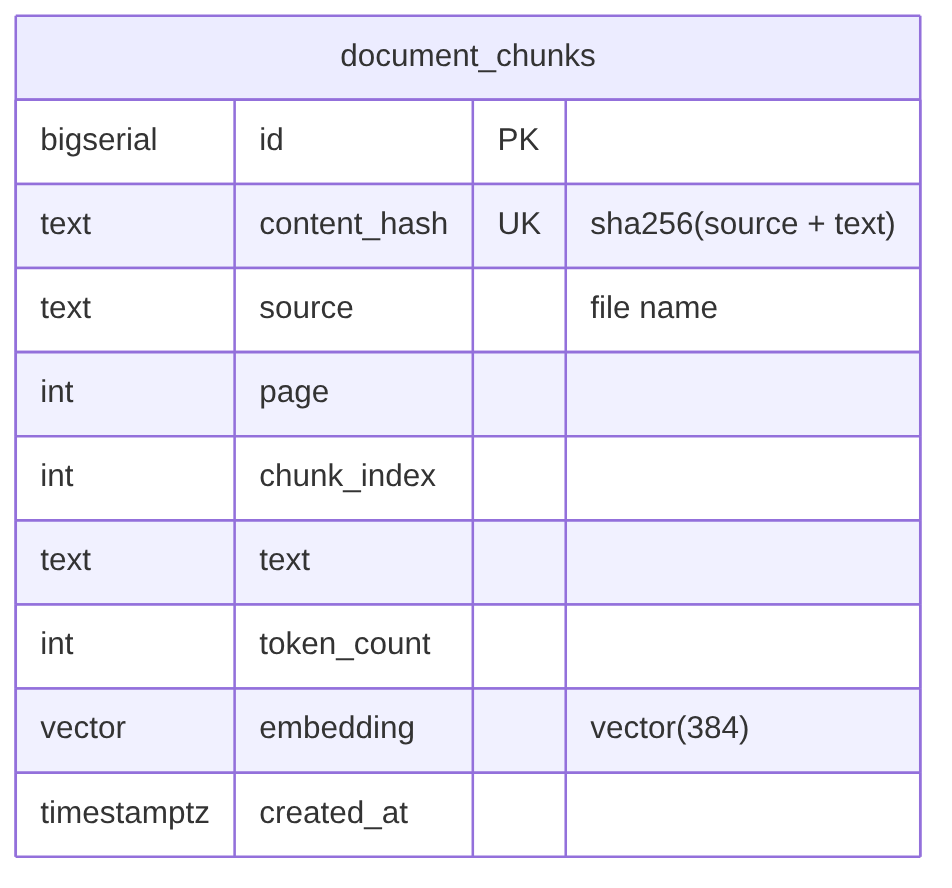 document_chunks
bigserial id PK
text content_hash UK sha256(source + text)
text source file name
int page
int chunk_index
text text
int token_count
vector embedding vector(384)
timestamptz created_at